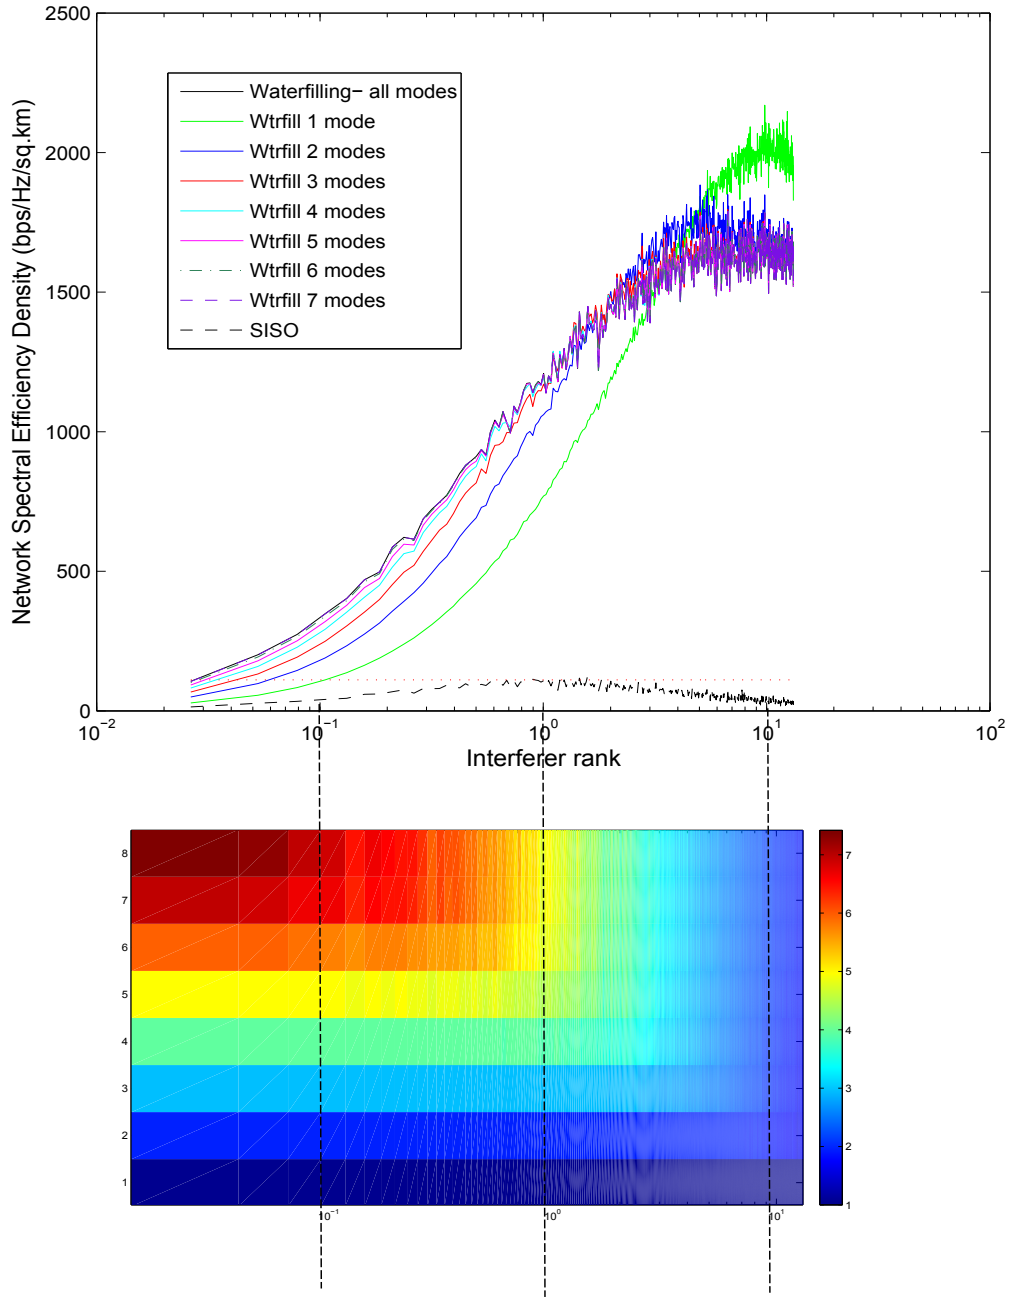 2500
2000
1500
1000
500
0
Network Spectral Efficiency Density (bps/Hz/sq.km)
Waterfilling− all modes
Wtrfill 1 mode
Wtrfill 2 modes
Wtrfill 3 modes
Wtrfill 4 modes
Wtrfill 5 modes
Wtrfill 6 modes
Wtrfill 7 modes
SISO
10⁻² 10⁻¹ 10⁰ 10¹ 10²
Interferer rank
8
7
6
5
4
3
2
1
10⁻¹ 10⁰ 10¹
7
6
5
4
3
2
1